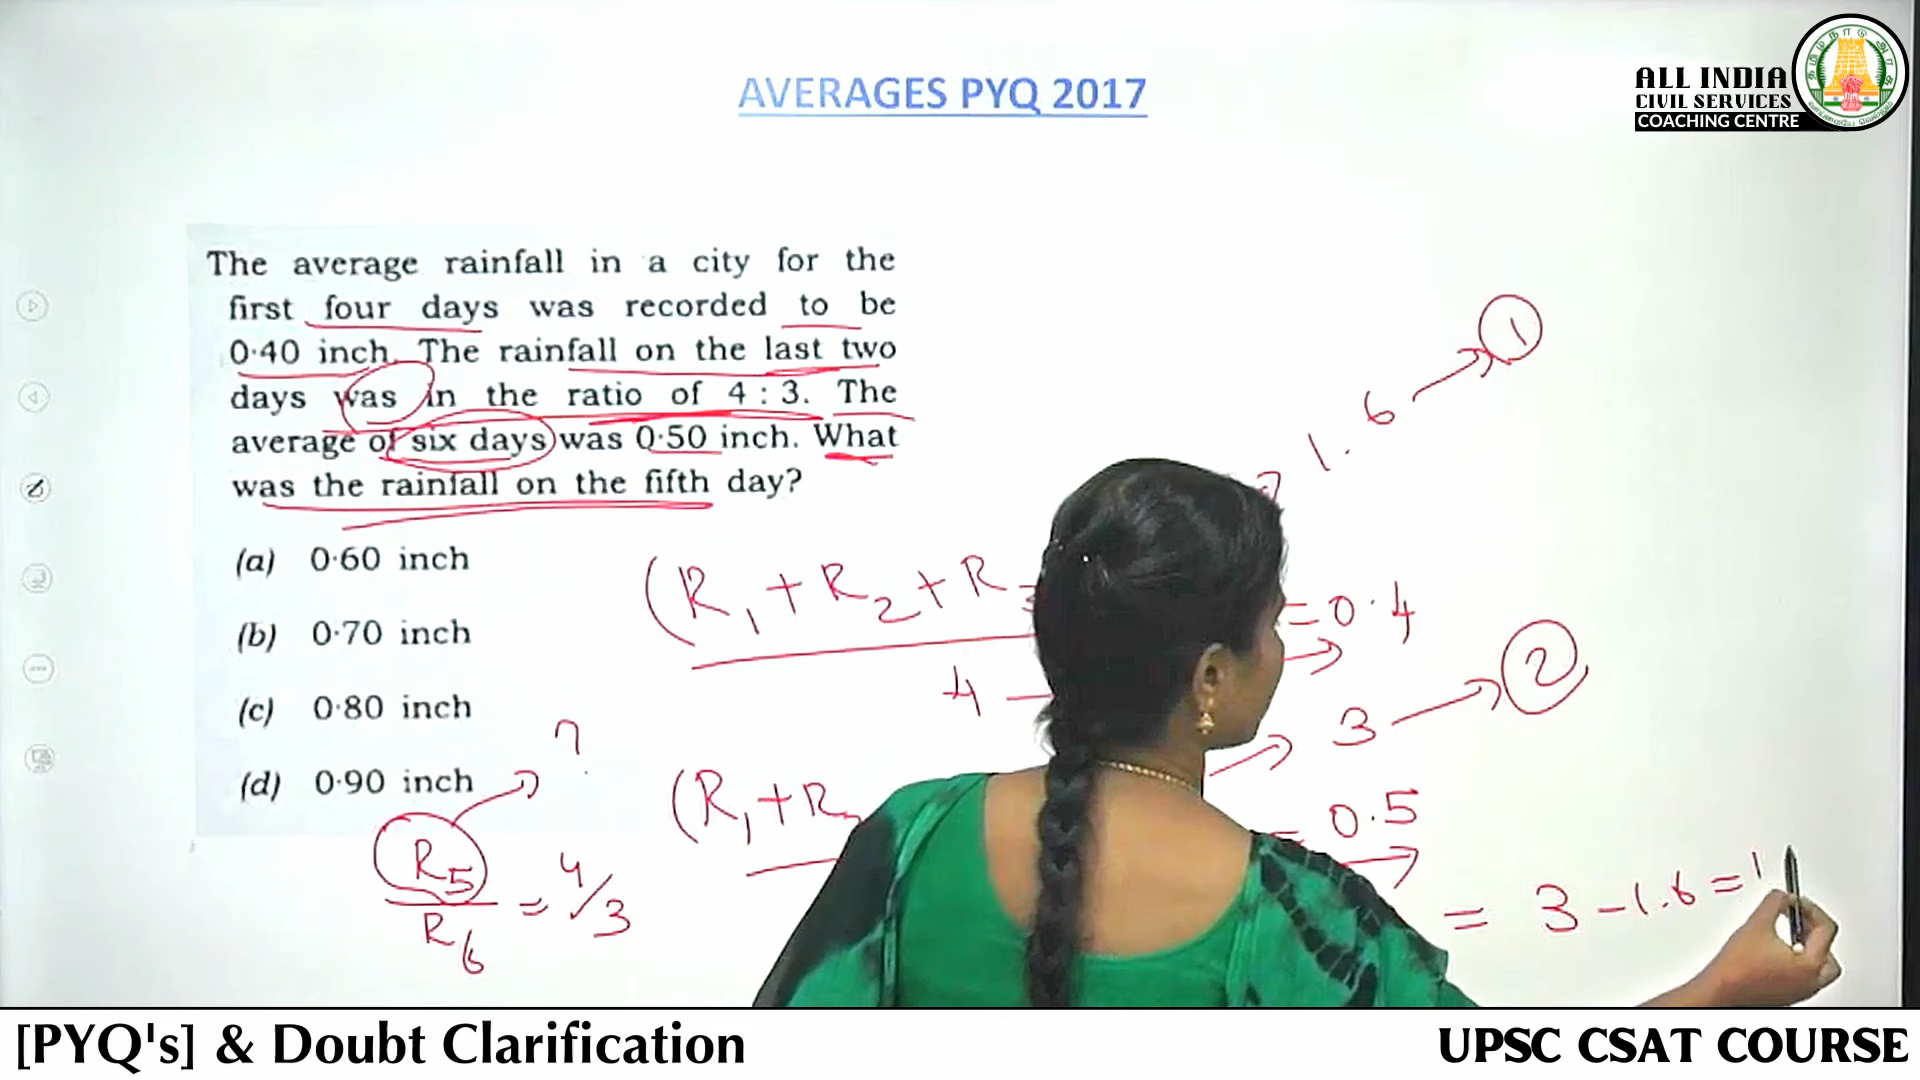 AVERAGES PYQ 2017
ALL INDIA
CIVIL SERVICES
COACHING CENTRE
The average rainfall in a city for the
first four days was recorded to be
0·40 inch. The rainfall on the last two
days was in the ratio of 4 : 3. The
average of six days was 0·50 inch. What
was the rainfall on the fifth day?
(a) 0·60 inch
(b) 0·70 inch
(c) 0·80 inch
(d) 0·90 inch
1.6 → 1
(R₁ + R₂ + R₃
= 0.4
4
→ 3 → 2
(R₁ + R
= 0.5
?
R₅
R₆
= 4/3
= 3 - 1.6 = 1
[PYQ's] & Doubt Clarification
UPSC CSAT COURSE